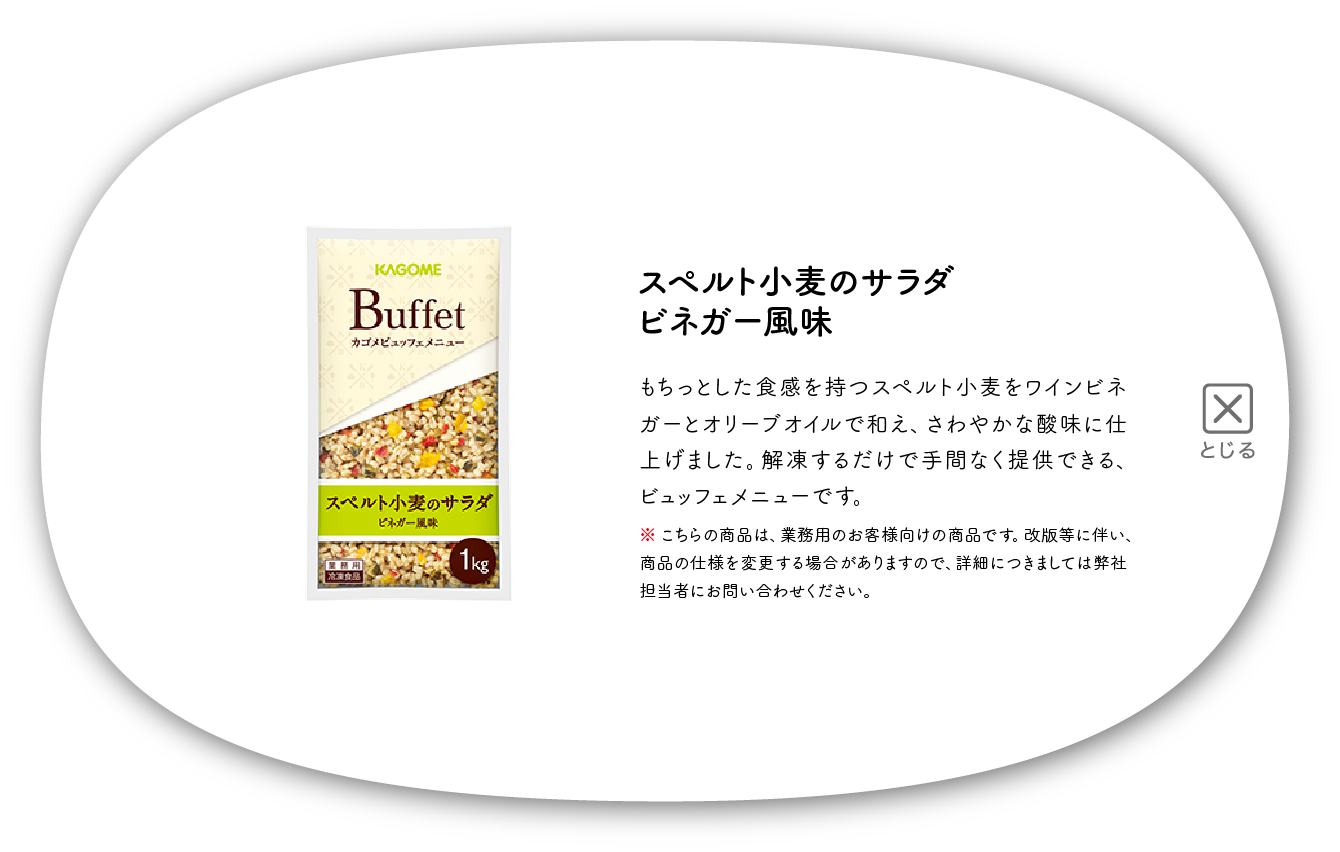 KAGOME
Buffet
カゴメビュッフェメニュー
スペルト小麦のサラダ
ビネガー風味
1kg
業務用
冷凍食品
スペルト小麦のサラダ
ビネガー風味
もちっとした食感を持つスペルト小麦をワインビネ
ガーとオリーブオイルで和え、さわやかな酸味に仕
上げました。解凍するだけで手間なく提供できる、
ビュッフェメニューです。
※ こちらの商品は、業務用のお客様向けの商品です。改版等に伴い、
商品の仕様を変更する場合がありますので、詳細につきましては弊社
担当者にお問い合わせください。
とじる